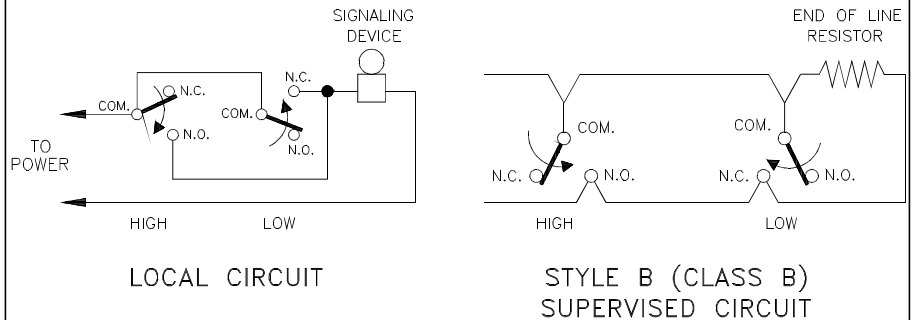 SIGNALING
DEVICE
N.C.
COM.
N.O.
TO
POWER
N.C.
COM.
N.O.
HIGH
LOW
LOCAL CIRCUIT
END OF LINE
RESISTOR
COM.
N.C.
N.O.
COM.
N.C.
N.O.
HIGH
LOW
STYLE B (CLASS B)
SUPERVISED CIRCUIT